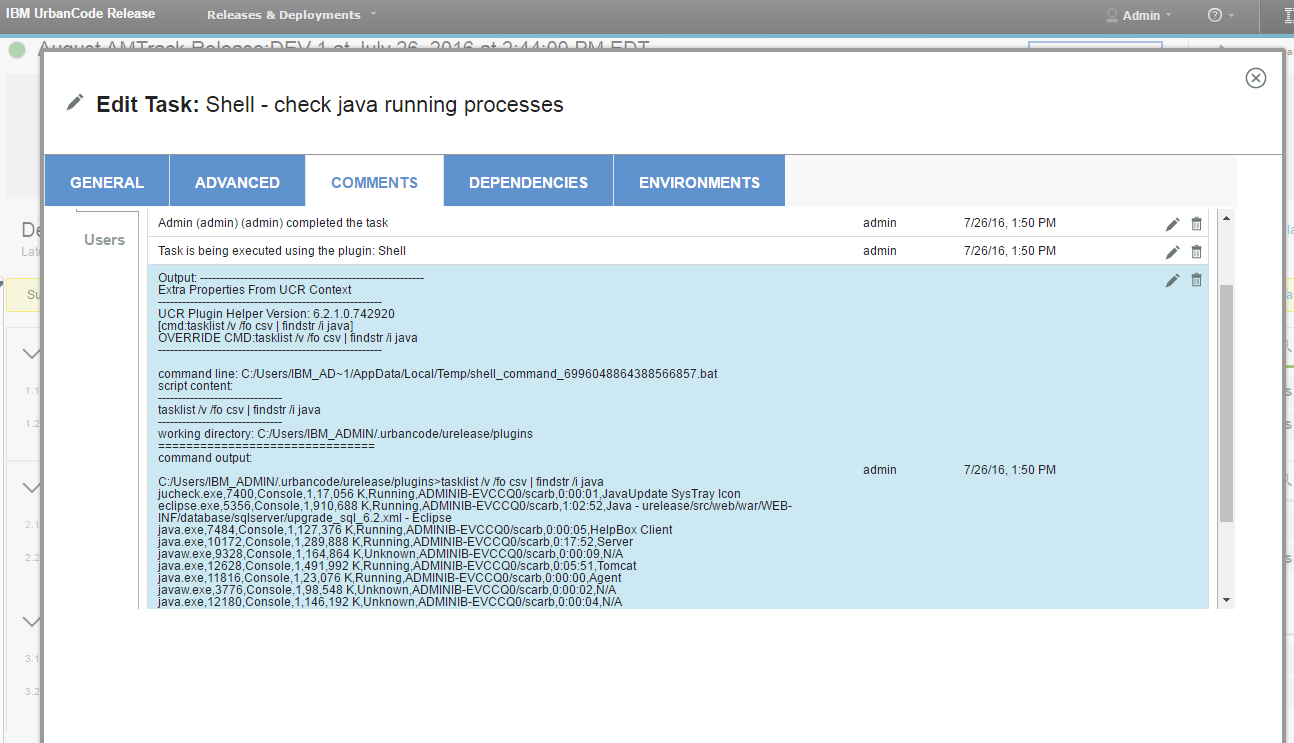 IBM UrbanCode Release
Releases & Deployments
Admin
August AMTrack Release:DEV 1 at July 26, 2016 at 2:44:00 PM EDT
Edit Task: Shell - check java running processes
GENERAL
ADVANCED
COMMENTS
DEPENDENCIES
ENVIRONMENTS
Users
Admin (admin) (admin) completed the task admin 7/26/16, 1:50 PM
Task is being executed using the plugin: Shell admin 7/26/16, 1:50 PM
Output: --------------------------------------------------------
Extra Properties From UCR Context
--------------------------------------------------------
UCR Plugin Helper Version: 6.2.1.0.742920
[cmd:tasklist /v /fo csv | findstr /i java]
OVERRIDE CMD:tasklist /v /fo csv | findstr /i java
--------------------------------------------------------
command line: C:/Users/IBM_AD~1/AppData/Local/Temp/shell_command_6996048864388566857.bat
script content:
-------------------------------
tasklist /v /fo csv | findstr /i java
-------------------------------
working directory: C:/Users/IBM_ADMIN/.urbancode/urelease/plugins
===============================
command output:
admin 7/26/16, 1:50 PM
C:/Users/IBM_ADMIN/.urbancode/urelease/plugins>tasklist /v /fo csv | findstr /i java
jucheck.exe,7400,Console,1,17,056 K,Running,ADMINIB-EVCCQ0/scarb,0:00:01,JavaUpdate SysTray Icon
eclipse.exe,5356,Console,1,910,688 K,Running,ADMINIB-EVCCQ0/scarb,1:02:52,Java - urelease/src/web/war/WEB-
INF/database/sqlserver/upgrade_sql_6.2.xml - Eclipse
java.exe,7484,Console,1,127,376 K,Running,ADMINIB-EVCCQ0/scarb,0:00:05,HelpBox Client
java.exe,10172,Console,1,289,888 K,Running,ADMINIB-EVCCQ0/scarb,0:17:52,Server
javaw.exe,9328,Console,1,164,864 K,Unknown,ADMINIB-EVCCQ0/scarb,0:00:09,N/A
java.exe,12628,Console,1,491,992 K,Running,ADMINIB-EVCCQ0/scarb,0:05:51,Tomcat
java.exe,11816,Console,1,23,076 K,Running,ADMINIB-EVCCQ0/scarb,0:00:00,Agent
javaw.exe,3776,Console,1,98,548 K,Unknown,ADMINIB-EVCCQ0/scarb,0:00:02,N/A
java.exe,12180,Console,1,146,192 K,Unknown,ADMINIB-EVCCQ0/scarb,0:00:04,N/A
1.1
1.2
2.1
2.2
3.1
3.2